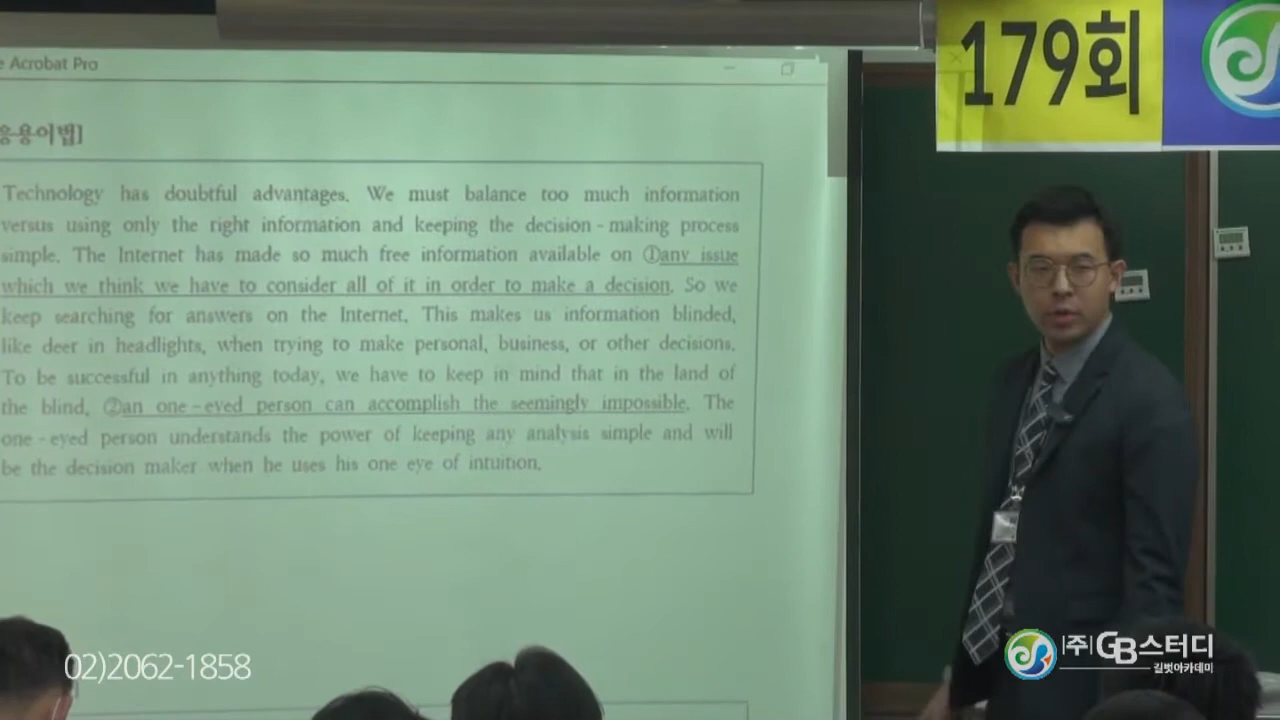 e Acrobat Pro
179회
응용어법]
Technology has doubtful advantages. We must balance too much information
versus using only the right information and keeping the decision-making process
simple. The Internet has made so much free information available on ①any issue
which we think we have to consider all of it in order to make a decision. So we
keep searching for answers on the Internet. This makes us information blinded,
like deer in headlights, when trying to make personal, business, or other decisions.
To be successful in anything today, we have to keep in mind that in the land of
the blind, ②an one-eyed person can accomplish the seemingly impossible. The
one-eyed person understands the power of keeping any analysis simple and will
be the decision maker when he uses his one eye of intuition.
02)2062-1858
(주)GB스터디
길벗아카데미